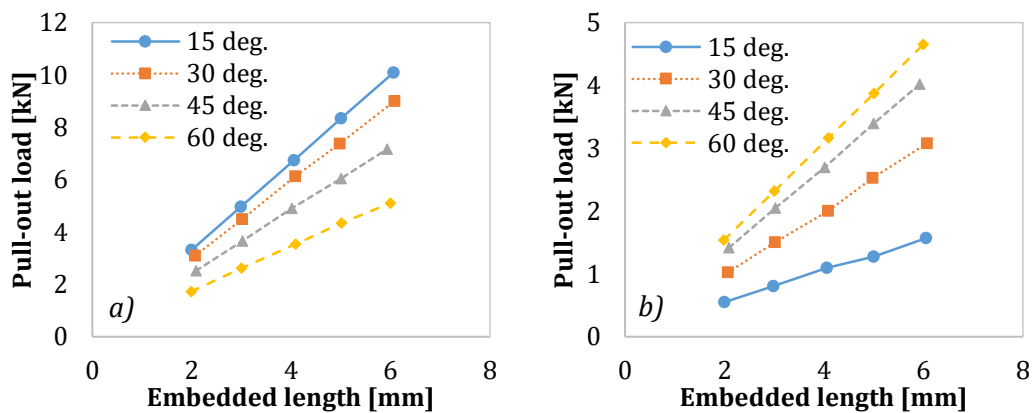 12
10
8
6
4
2
0
15 deg.
30 deg.
45 deg.
60 deg.
a)
0 2 4 6 8
Pull-out load [kN]
Embedded length [mm]
5
4
3
2
1
0
15 deg.
30 deg.
45 deg.
60 deg.
b)
0 2 4 6 8
Pull-out load [kN]
Embedded length [mm]